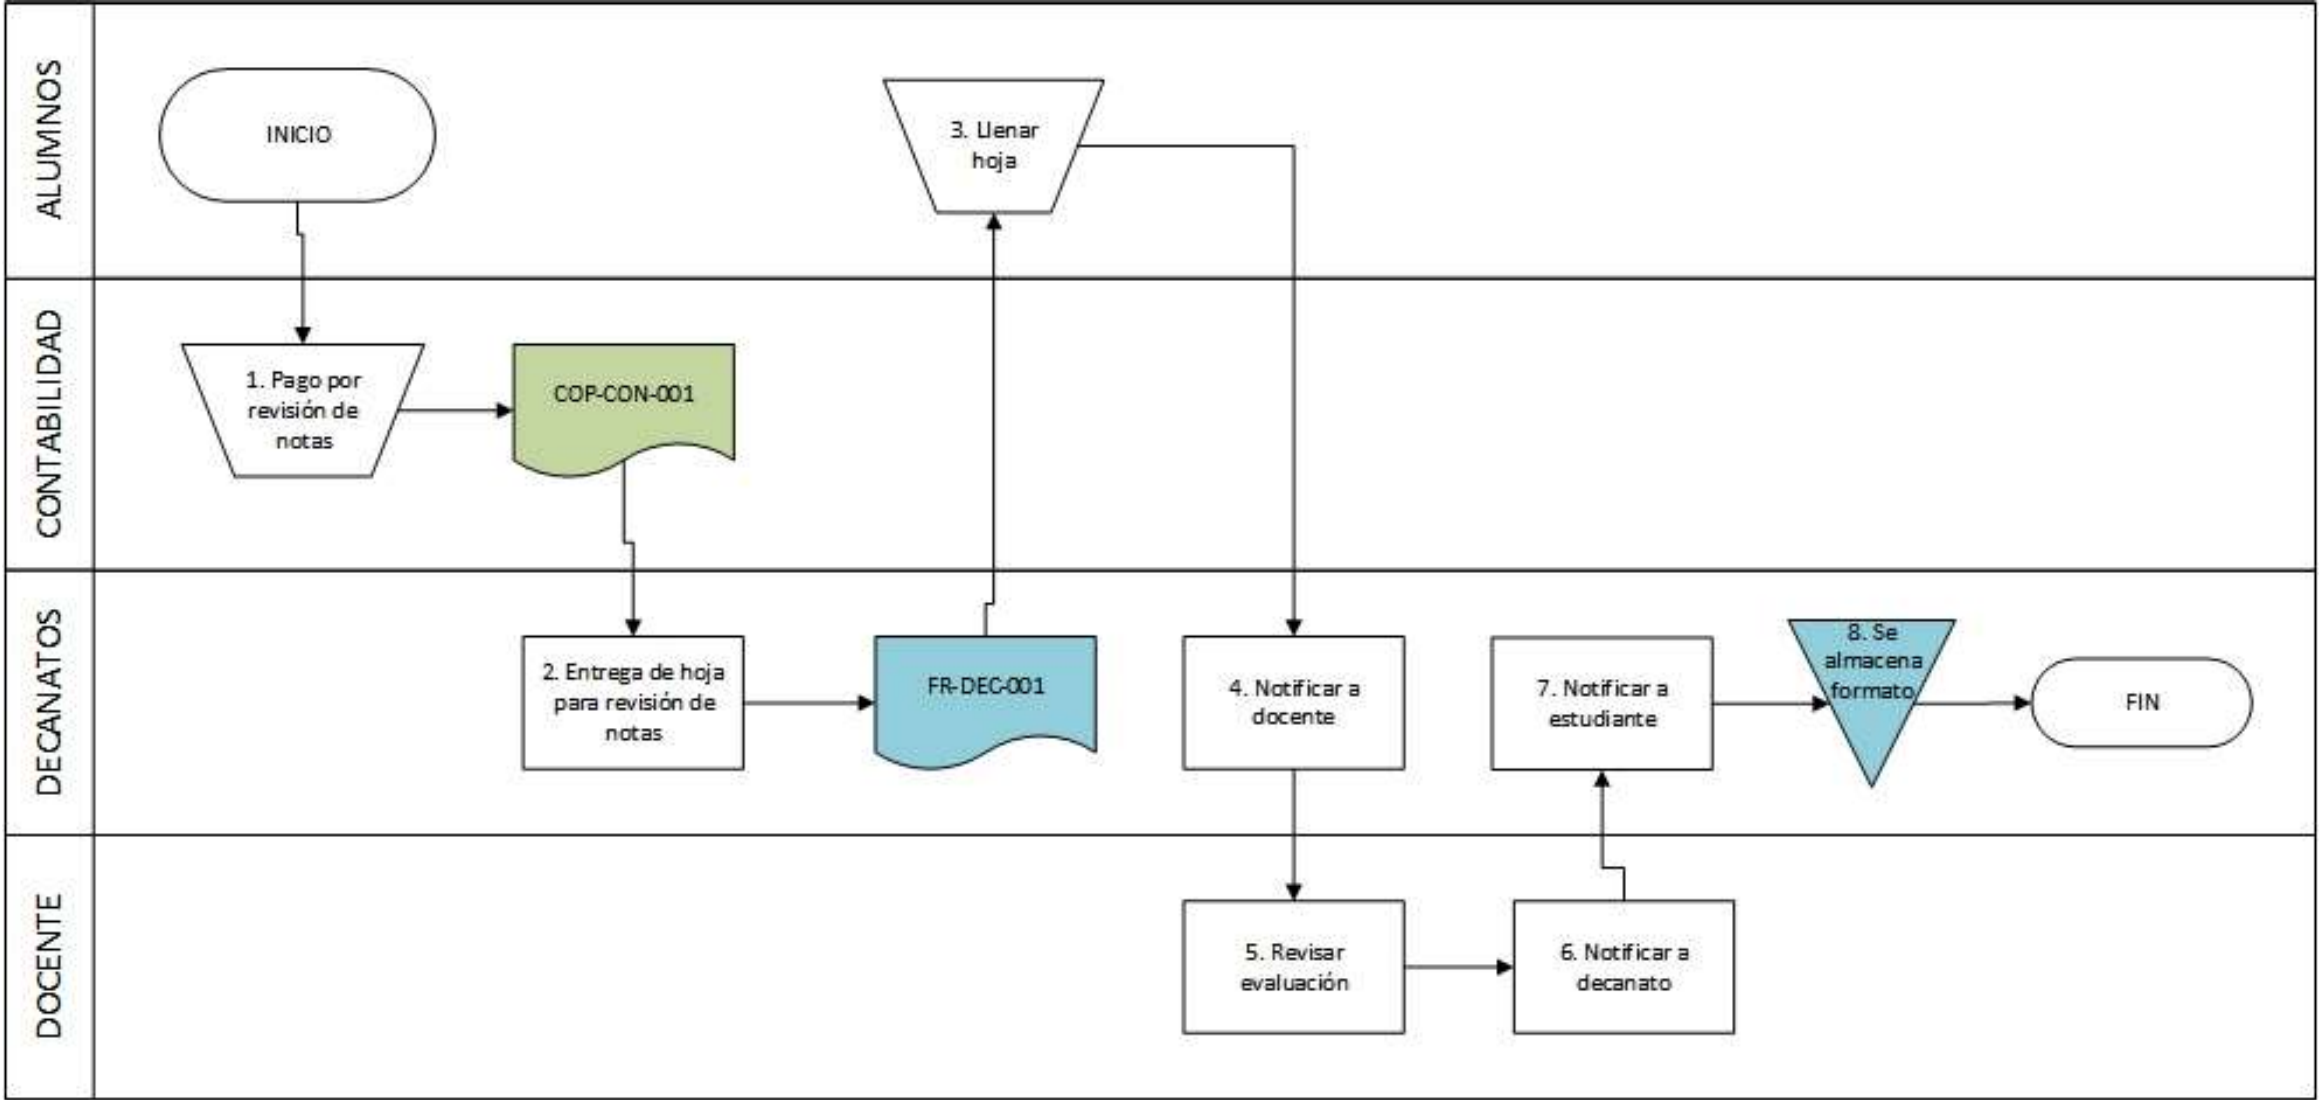 ALUMNOS
INICIO
3. Llenar
hoja
CONTABILIDAD
1. Pago por
revisión de
notas
COP-CON-001
DECANATOS
2. Entrega de hoja
para revisión de
notas
FR-DEC-001
4. Notificar a
docente
7. Notificar a
estudiante
8. Se
almacena
formato
FIN
DOCENTE
5. Revisar
evaluación
6. Notificar a
decanato